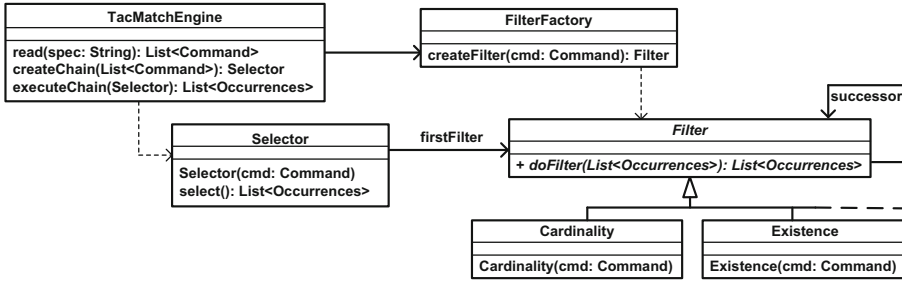 TacMatchEngine
read(spec: String): List<Command>
createChain(List<Command>): Selector
executeChain(Selector): List<Occurrences>
FilterFactory
createFilter(cmd: Command): Filter
successor
Selector
Selector(cmd: Command)
select(): List<Occurrences>
firstFilter
Filter
+ doFilter(List<Occurrences>): List<Occurrences>
Cardinality
Cardinality(cmd: Command)
Existence
Existence(cmd: Command)